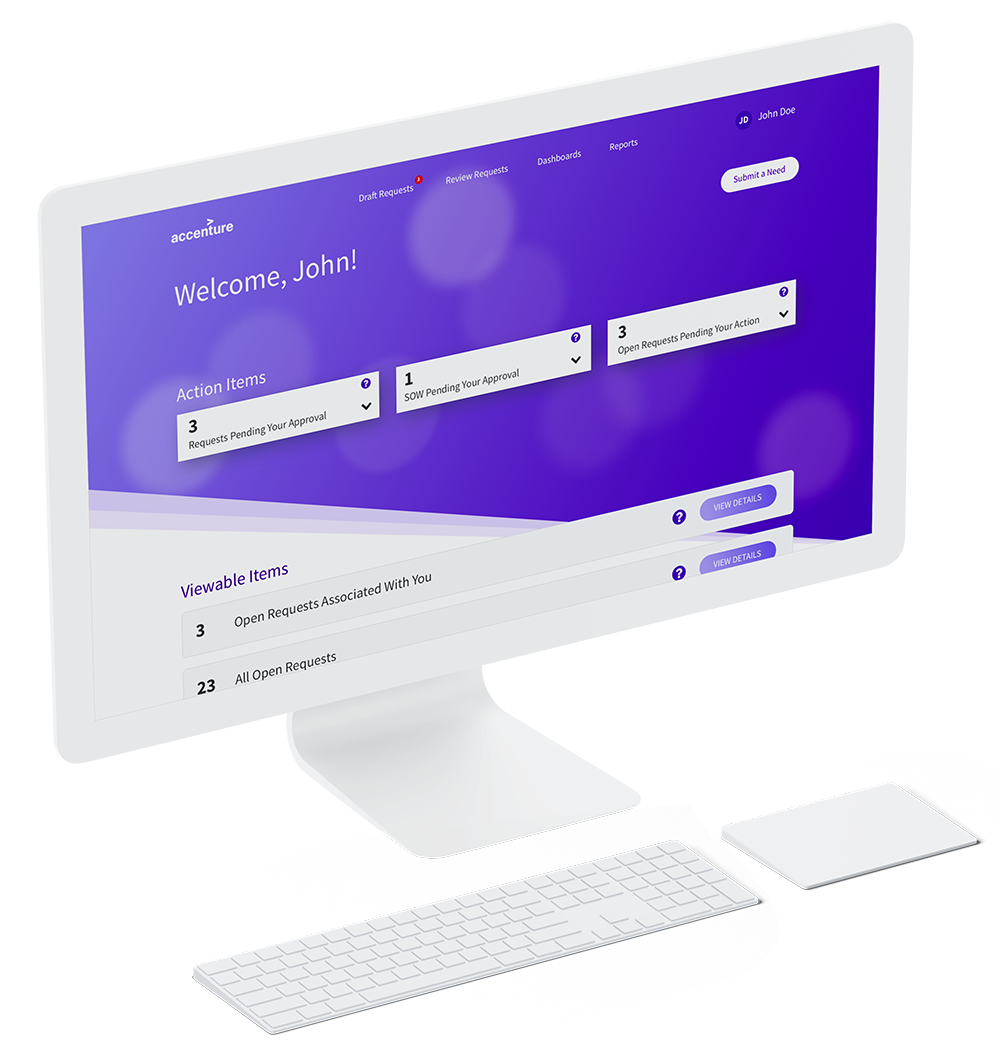 JD John Doe
Draft Requests Review Requests Dashboards Reports
Submit a Need
accenture
Welcome, John!
Action Items
3
Requests Pending Your Approval
?
1
SOW Pending Your Approval
?
3
Open Requests Pending Your Action
?
Viewable Items
3 Open Requests Associated With You ? VIEW DETAILS
23 All Open Requests ? VIEW DETAILS